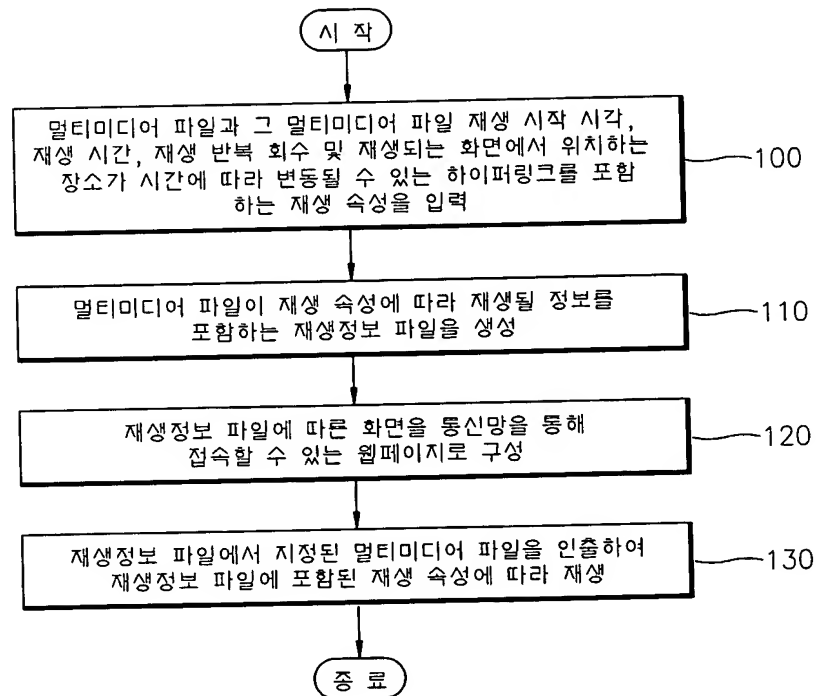 시 작
멀티미디어 파일과 그 멀티미디어 파일 재생 시작 시각,
재생 시간, 재생 반복 회수 및 재생되는 화면에서 위치하는
장소가 시간에 따라 변동될 수 있는 하이퍼링크를 포함
하는 재생 속성을 입력
100
멀티미디어 파일이 재생 속성에 따라 재생될 정보를
포함하는 재생정보 파일을 생성
110
재생정보 파일에 따른 화면을 통신망을 통해
접속할 수 있는 웹페이지로 구성
120
재생정보 파일에서 지정된 멀티미디어 파일을 인출하여
재생정보 파일에 포함된 재생 속성에 따라 재생
130
종 료